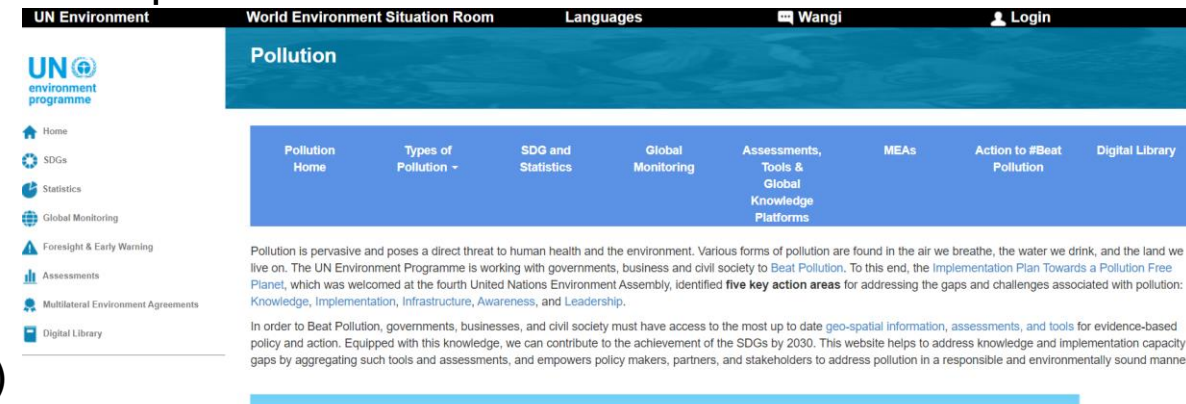 UN Environment World Environment Situation Room Languages Wangi Login
Pollution
UN
environment
programme
Home
SDGs
Statistics
Global Monitoring
Foresight & Early Warning
Assessments
Multilateral Environment Agreements
Digital Library
Pollution
Home
Types of
Pollution
SDG and
Statistics
Global
Monitoring
Assessments,
Tools &
Global
Knowledge
Platforms
MEAs
Action to #Beat
Pollution
Digital Library
Pollution is pervasive and poses a direct threat to human health and the environment. Various forms of pollution are found in the air we breathe, the water we drink, and the land we
live on. The UN Environment Programme is working with governments, business and civil society to Beat Pollution. To this end, the Implementation Plan Towards a Pollution Free
Planet, which was welcomed at the fourth United Nations Environment Assembly, identified five key action areas for addressing the gaps and challenges associated with pollution:
Knowledge, Implementation, Infrastructure, Awareness, and Leadership.
In order to Beat Pollution, governments, businesses, and civil society must have access to the most up to date geo-spatial information, assessments, and tools for evidence-based
policy and action. Equipped with this knowledge, we can contribute to the achievement of the SDGs by 2030. This website helps to address knowledge and implementation capacity
gaps by aggregating such tools and assessments, and empowers policy makers, partners, and stakeholders to address pollution in a responsible and environmentally sound manne
)